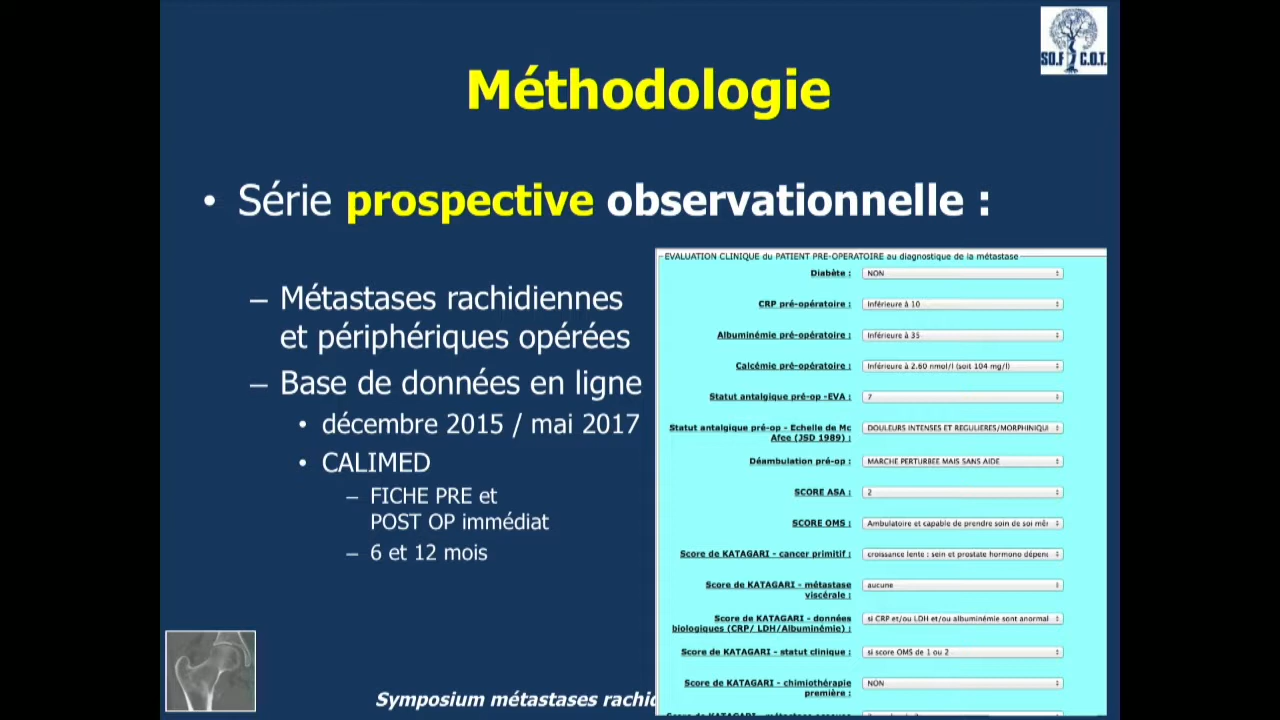 SO.F C.O.T.
Méthodologie
• Série prospective observationnelle :
– Métastases rachidiennes
et périphériques opérées
– Base de données en ligne
• décembre 2015 / mai 2017
• CALIMED
– FICHE PRE et
POST OP immédiat
– 6 et 12 mois
EVALUATION CLINIQUE du PATIENT PRE-OPERATOIRE au diagnostique de la métastase
Diabète : NON
CRP pré-opératoire : Inférieure à 10
Albuminémie pré-opératoire : Inférieure à 35
Calcémie pré-opératoire : Inférieure à 2.60 nmol/l (soit 104 mg/l)
Statut antalgique pré-op -EVA : 7
Statut antalgique pré-op - Echelle de Mc
Afee (JSD 1989) : DOULEURS INTENSES ET REGULIERES/MORPHINIQU
Déambulation pré-op : MARCHE PERTURBEE MAIS SANS AIDE
SCORE ASA : 2
SCORE OMS : Ambulatoire et capable de prendre soin de soi mê
Score de KATAGARI - cancer primitif : croissance lente : sein et prostate hormono dépen
Score de KATAGARI - métastase
viscérale : aucune
Score de KATAGARI - données
biologiques (CRP/ LDH/Albuminémie) : si CRP et/ou LDH et/ou albuminémie sont anormal
Score de KATAGARI - statut clinique : si score OMS de 1 ou 2
Score de KATAGARI - chimiothérapie
première : NON
Symposium métastases rachid